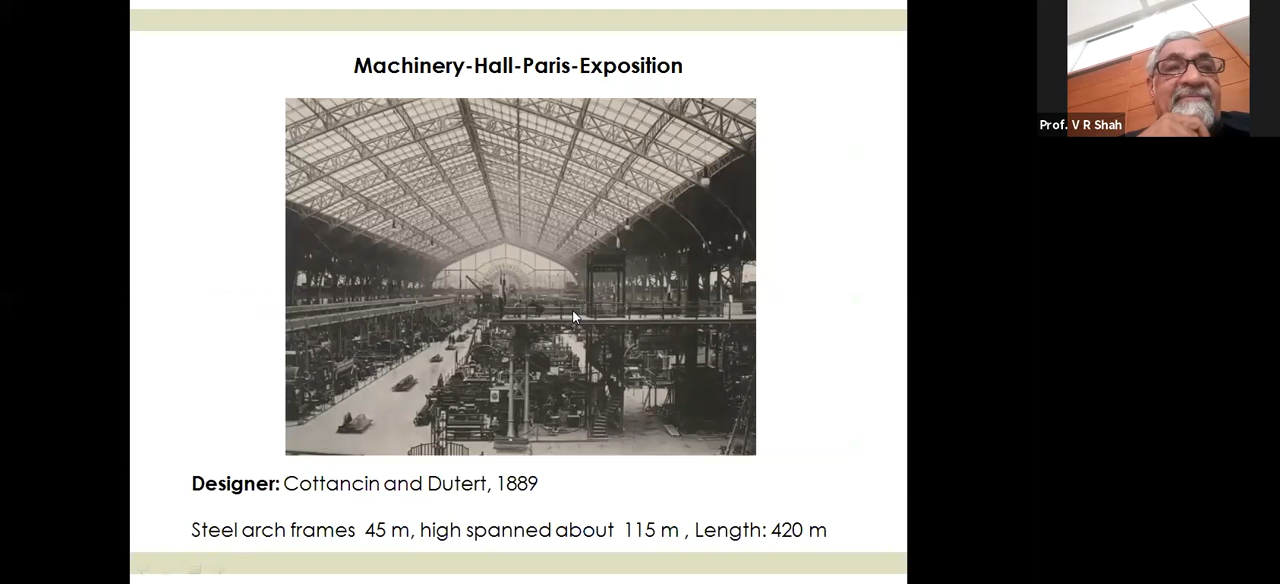 Machinery-Hall-Paris-Exposition
Prof. V R Shah
Designer: Cottancin and Dutert, 1889
Steel arch frames 45 m, high spanned about 115 m , Length: 420 m